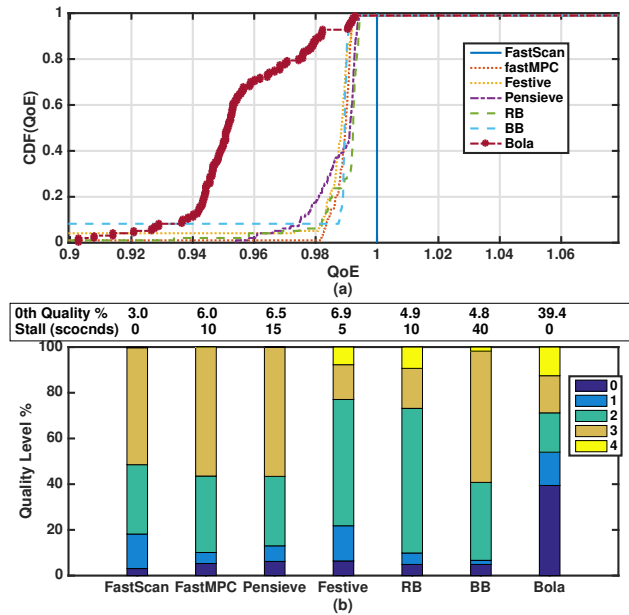 1
0.8
0.6
0.4
0.2
0
CDF(QoE)
FastScan
fastMPC
Festive
Pensieve
RB
BB
Bola
0.9 0.92 0.94 0.96 0.98 1 1.02 1.04 1.06
QoE
(a)
0th Quality % 3.0 6.0 6.5 6.9 4.9 4.8 39.4
Stall (scocnds) 0 10 15 5 10 40 0
100
80
60
40
20
0
Quality Level %
0
1
2
3
4
FastScan FastMPC Pensieve Festive RB BB Bola
(b)